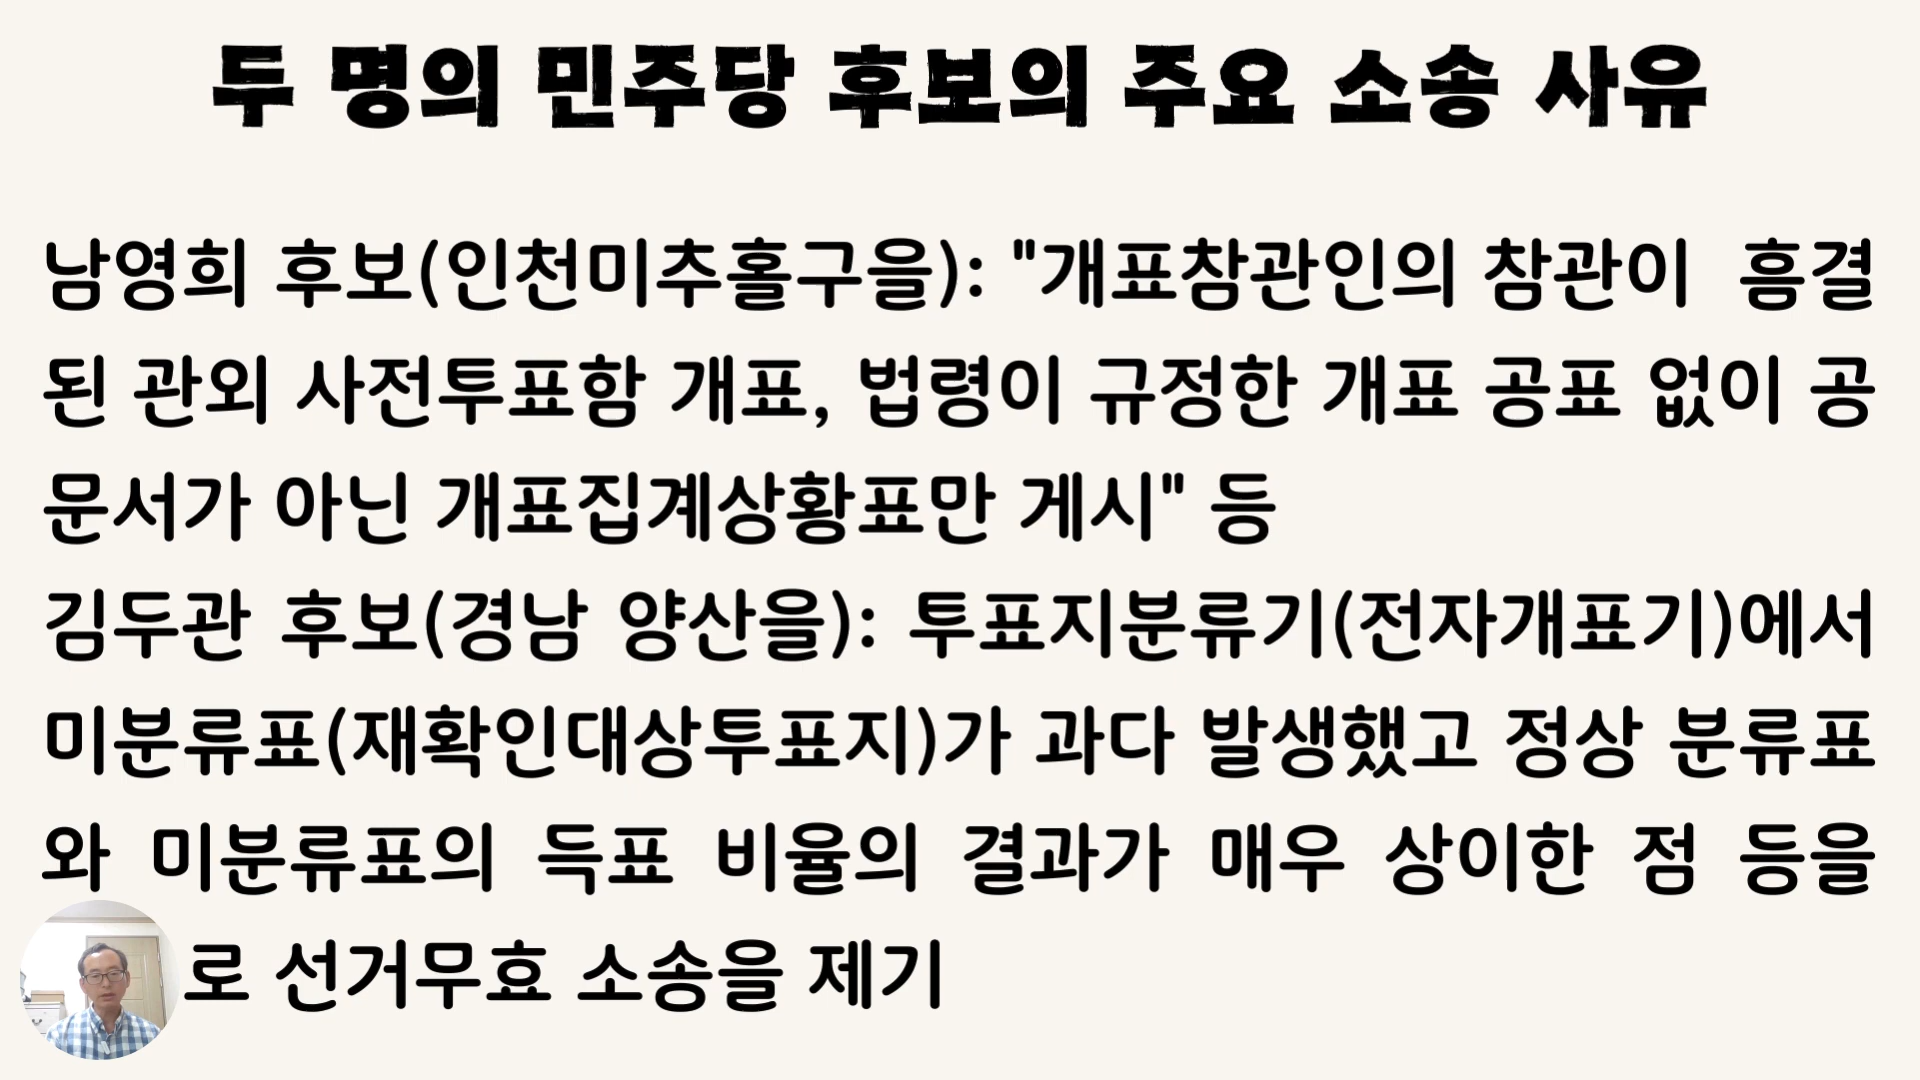 두 명의 민주당 후보의 주요 소송 사유
남영희 후보(인천미추홀구을): "개표참관인의 참관이 흠결
된 관외 사전투표함 개표, 법령이 규정한 개표 공표 없이 공
문서가 아닌 개표집계상황표만 게시" 등
김두관 후보(경남 양산을): 투표지분류기(전자개표기)에서
미분류표(재확인대상투표지)가 과다 발생했고 정상 분류표
와 미분류표의 득표 비율의 결과가 매우 상이한 점 등을
로 선거무효 소송을 제기